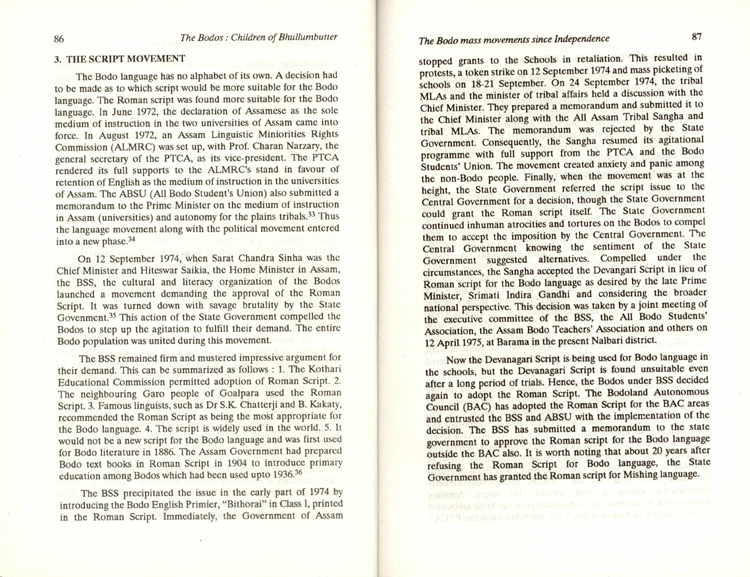 86
The Bodos : Children of Bhullumbutter
3. THE SCRIPT MOVEMENT
The Bodo language has no alphabet of its own. A decision had
to be made as to which script would be more suitable for the Bodo
language. The Roman script was found more suitable for the Bodo
language. In June 1972, the declaration of Assamese as the sole
medium of instruction in the two universities of Assam came into
force. In August 1972, an Assam Linguistic Miniorities Rights
Commission (ALMRC) was set up, with Prof. Charan Narzary, the
general secretary of the PTCA, as its vice-president. The PTCA
rendered its full supports to the ALMRC's stand in favour of
retention of English as the medium of instruction in the universities
of Assam. The ABSU (All Bodo Student's Union) also submitted a
memorandum to the Prime Minister on the medium of instruction
in Assam (universities) and autonomy for the plains tribals.33 Thus
the language movement along with the political movement entered
into a new phase.34
On 12 September 1974, when Sarat Chandra Sinha was the
Chief Minister and Hiteswar Saikia, the Home Minister in Assam,
the BSS, the cultural and literacy organization of the Bodos
launched a movement demanding the approval of the Roman
Script. It was turned down with savage brutality by the State
Govenment.35 This action of the State Government compelled the
Bodos to step up the agitation to fulfill their demand. The entire
Bodo population was united during this movement.
The BSS remained firm and mustered impressive argument for
their demand. This can be summarized as follows : 1. The Kothari
Educational Commission permitted adoption of Roman Script. 2.
The neighbouring Garo people of Goalpara used the Roman
Script. 3. Famous linguists, such as Dr S.K. Chatterji and B. Kakaty,
recommended the Roman Script as being the most appropriate for
the Bodo language. 4. The script is widely used in the world. 5. It
would not be a new script for the Bodo language and was first used
for Bodo literature in 1886. The Assam Government had prepared
Bodo text books in Roman Script in 1904 to introduce primary
education among Bodos which had been used upto 1936.36
The BSS precipitated the issue in the early part of 1974 by
introducing the Bodo English Primier, "Bithorai" in Class I, printed
in the Roman Script. Immediately, the Government of Assam
The Bodo mass movements since Independence
87
stopped grants to the Schools in retaliation. This resulted in
protests, a token strike on 12 September 1974 and mass picketing of
schools on 18-21 September. On 24 September 1974, the tribal
MLAs and the minister of tribal affairs held a discussion with the
Chief Minister. They prepared a memorandum and submitted it to
the Chief Minister along with the All Assam Tribal Sangha and
tribal MLAs. The memorandum was rejected by the State
Government. Consequently, the Sangha resumed its agitational
programme with full support from the PTCA and the Bodo
Students' Union. The movement created anxiety and panic among
the non-Bodo people. Finally, when the movement was at the
height, the State Government referred the script issue to the
Central Government for a decision, though the State Government
could grant the Roman script itself. The State Government
continued inhuman atrocities and tortures on the Bodos to compel
them to accept the imposition by the Central Government. The
Central Government knowing the sentiment of the State
Government suggested alternatives. Compelled under the
circumstances, the Sangha accepted the Devangari Script in lieu of
Roman script for the Bodo language as desired by the late Prime
Minister, Srimati Indira Gandhi and considering the broader
national perspective. This decision was taken by a joint meeting of
the executive committee of the BSS, the All Bodo Students'
Association, the Assam Bodo Teachers' Association and others on
12 April 1975, at Barama in the present Nalbari district.
Now the Devanagari Script is being used for Bodo language in
the schools, but the Devanagari Script is found unsuitable even
after a long period of trials. Hence, the Bodos under BSS decided
again to adopt the Roman Script. The Bodoland Autonomous
Council (BAC) has adopted the Roman Script for the BAC areas
and entrusted the BSS and ABSU with the implementation of the
decision. The BSS has submitted a memorandum to the state
government to approve the Roman script for the Bodo language
outside the BAC also. It is worth noting that about 20 years after
refusing the Roman Script for Bodo language, the State
Government has granted the Roman script for Mishing language.